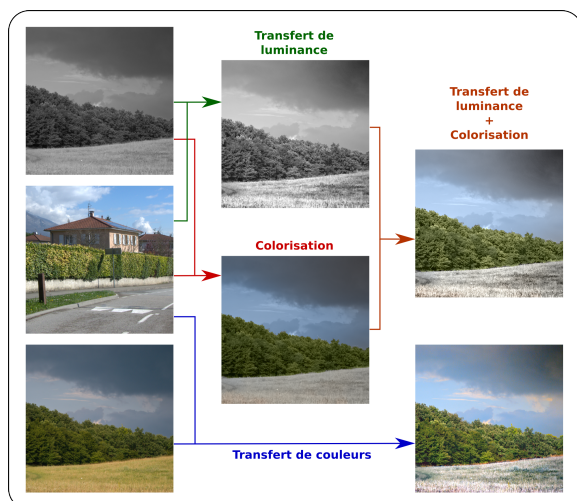 Transfert de
luminance
Transfert de
luminance
+
Colorisation
Colorisation
Transfert de couleurs